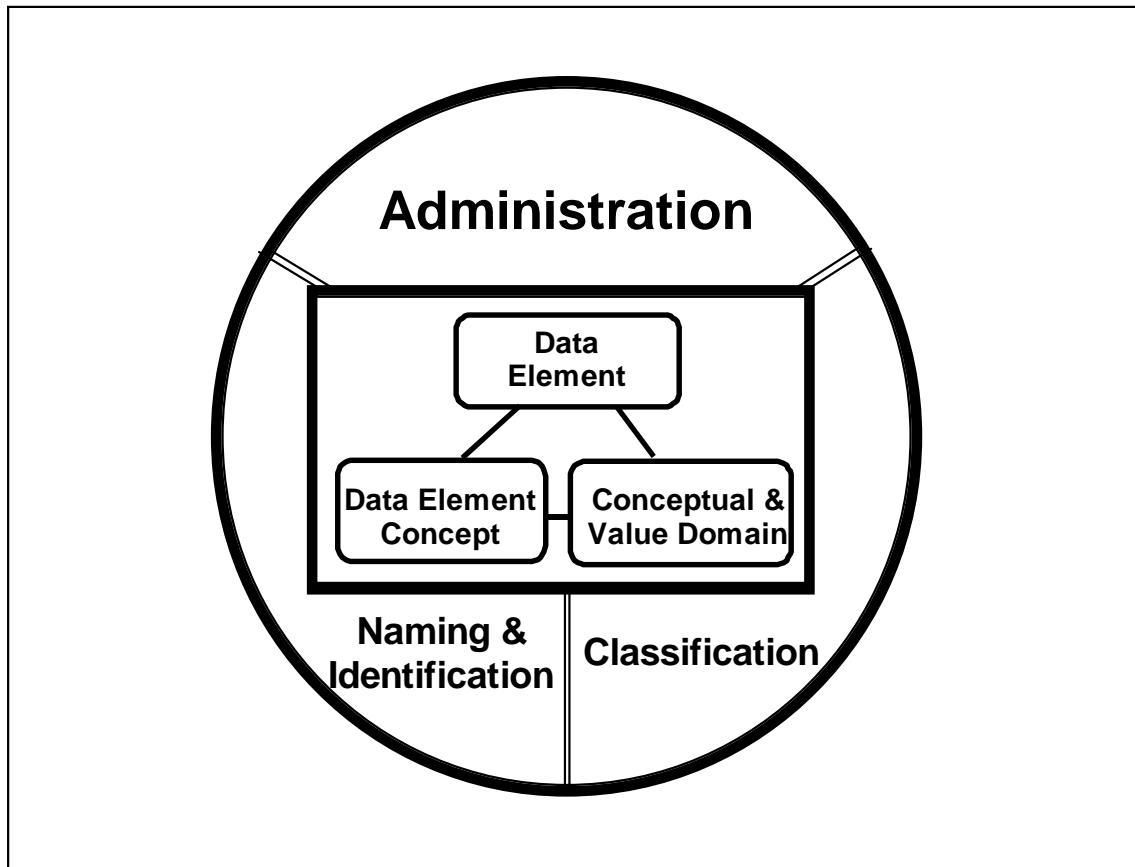 Administration
Data
Element
Data Element
Concept
Conceptual &
Value Domain
Naming &
Identification
Classification